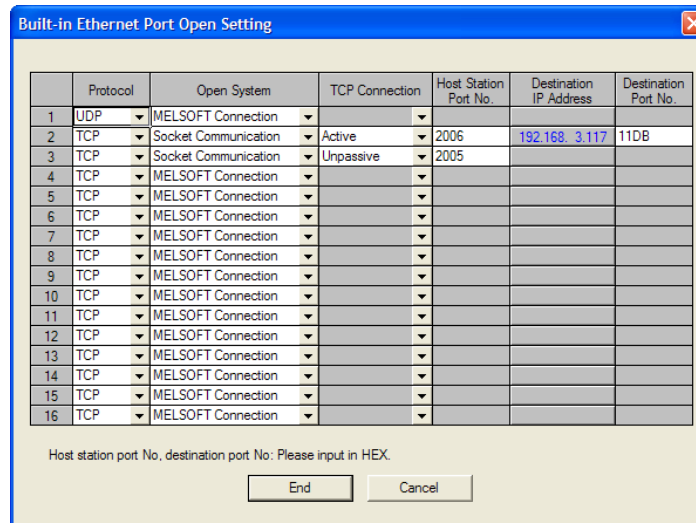 Built-in Ethernet Port Open Setting
Protocol Open System TCP Connection Host Station Port No. Destination IP Address Destination Port No.
1 UDP MELSOFT Connection
2 TCP Socket Communication Active 2006 192.168. 3.117 11DB
3 TCP Socket Communication Unpassive 2005
4 TCP MELSOFT Connection
5 TCP MELSOFT Connection
6 TCP MELSOFT Connection
7 TCP MELSOFT Connection
8 TCP MELSOFT Connection
9 TCP MELSOFT Connection
10 TCP MELSOFT Connection
11 TCP MELSOFT Connection
12 TCP MELSOFT Connection
13 TCP MELSOFT Connection
14 TCP MELSOFT Connection
15 TCP MELSOFT Connection
16 TCP MELSOFT Connection
Host station port No, destination port No: Please input in HEX.
End Cancel